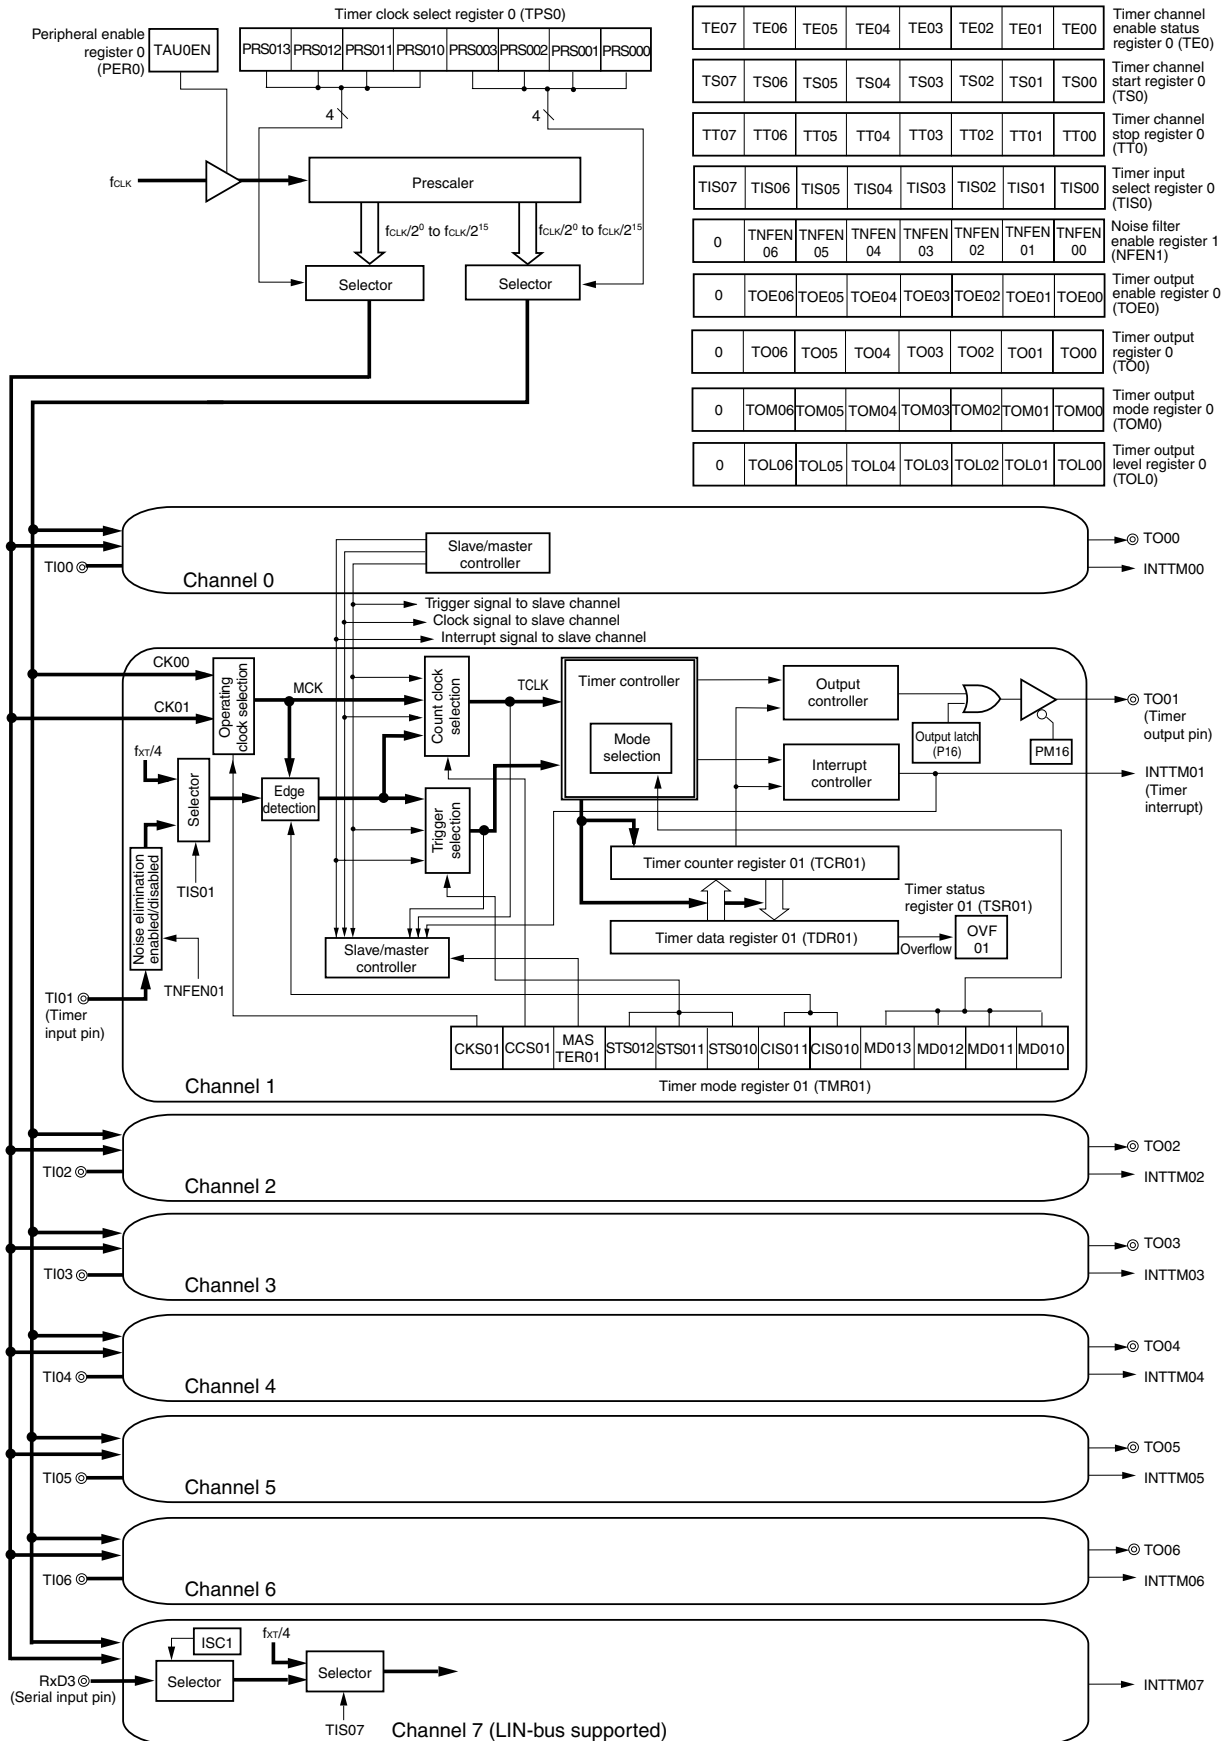 Timer clock select register 0 (TPS0)
Peripheral enable
register 0
(PER0)
TAU0EN
PRS013 PRS012 PRS011 PRS010 PRS003 PRS002 PRS001 PRS000
4
4
fCLK
Prescaler
fCLK/2⁰ to fCLK/2¹⁵
fCLK/2⁰ to fCLK/2¹⁵
Selector
Selector
TE07 TE06 TE05 TE04 TE03 TE02 TE01 TE00
Timer channel
enable status
register 0 (TE0)
TS07 TS06 TS05 TS04 TS03 TS02 TS01 TS00
Timer channel
start register 0
(TS0)
TT07 TT06 TT05 TT04 TT03 TT02 TT01 TT00
Timer channel
stop register 0
(TT0)
TIS07 TIS06 TIS05 TIS04 TIS03 TIS02 TIS01 TIS00
Timer input
select register 0
(TIS0)
0 TNFEN TNFEN TNFEN TNFEN TNFEN TNFEN TNFEN
06 05 04 03 02 01 00
Noise filter
enable register 1
(NFEN1)
0 TOE06 TOE05 TOE04 TOE03 TOE02 TOE01 TOE00
Timer output
enable register 0
(TOE0)
0 TO06 TO05 TO04 TO03 TO02 TO01 TO00
Timer output
register 0
(TO0)
0 TOM06 TOM05 TOM04 TOM03 TOM02 TOM01 TOM00
Timer output
mode register 0
(TOM0)
0 TOL06 TOL05 TOL04 TOL03 TOL02 TOL01 TOL00
Timer output
level register 0
(TOL0)
TI00
Channel 0
Slave/master
controller
TO00
INTTM00
Trigger signal to slave channel
Clock signal to slave channel
Interrupt signal to slave channel
CK00
CK01
Operating
clock selection
MCK
Count clock
selection
TCLK
Timer controller
Mode
selection
Output
controller
Output latch
(P16)
PM16
TO01
(Timer
output pin)
Interrupt
controller
INTTM01
(Timer
interrupt)
fXT/4
Selector
Edge
detection
Trigger
selection
TIS01
Noise elimination
enabled/disabled
TNFEN01
TI01
(Timer
input pin)
Timer counter register 01 (TCR01)
Timer status
register 01 (TSR01)
Timer data register 01 (TDR01)
Overflow
OVF
01
Slave/master
controller
CKS01 CCS01 MAS
TER01 STS012 STS011 STS010 CIS011 CIS010 MD013 MD012 MD011 MD010
Timer mode register 01 (TMR01)
Channel 1
TI02
Channel 2
TO02
INTTM02
TI03
Channel 3
TO03
INTTM03
TI04
Channel 4
TO04
INTTM04
TI05
Channel 5
TO05
INTTM05
TI06
Channel 6
TO06
INTTM06
RxD3
(Serial input pin)
ISC1
Selector
fXT/4
Selector
TIS07
Channel 7 (LIN-bus supported)
INTTM07